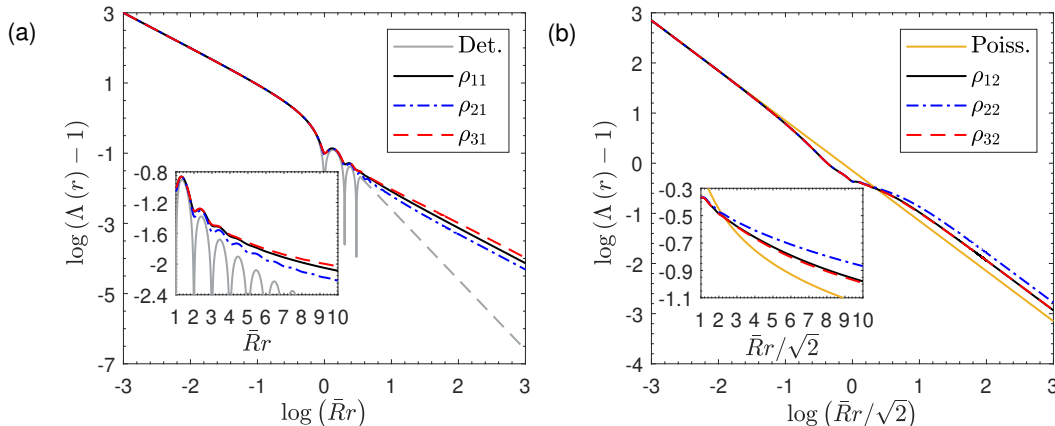 (a)
log (Λ (r) − 1)
3
1
-1
-3
-5
-7
Det.
ρ11
ρ21
ρ31
-0.8
-1.2
-1.6
-2
-2.4
1 2 3 4 5 6 7 8 9 10
R̄r
-3 -2 -1 0 1 2 3
log (R̄r)
(b)
log (Λ (r) − 1)
3
2
1
0
-1
-2
-3
-4
Poiss.
ρ12
ρ22
ρ32
-0.3
-0.5
-0.7
-0.9
-1.1
1 2 3 4 5 6 7 8 9 10
R̄r/√2
-3 -2 -1 0 1 2 3
log (R̄r/√2)